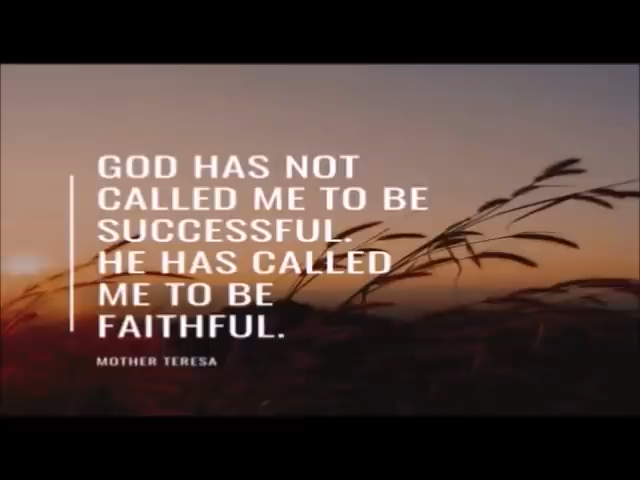 GOD HAS NOT
CALLED ME TO BE
SUCCESSFUL.
HE HAS CALLED
ME TO BE
FAITHFUL.
MOTHER TERESA